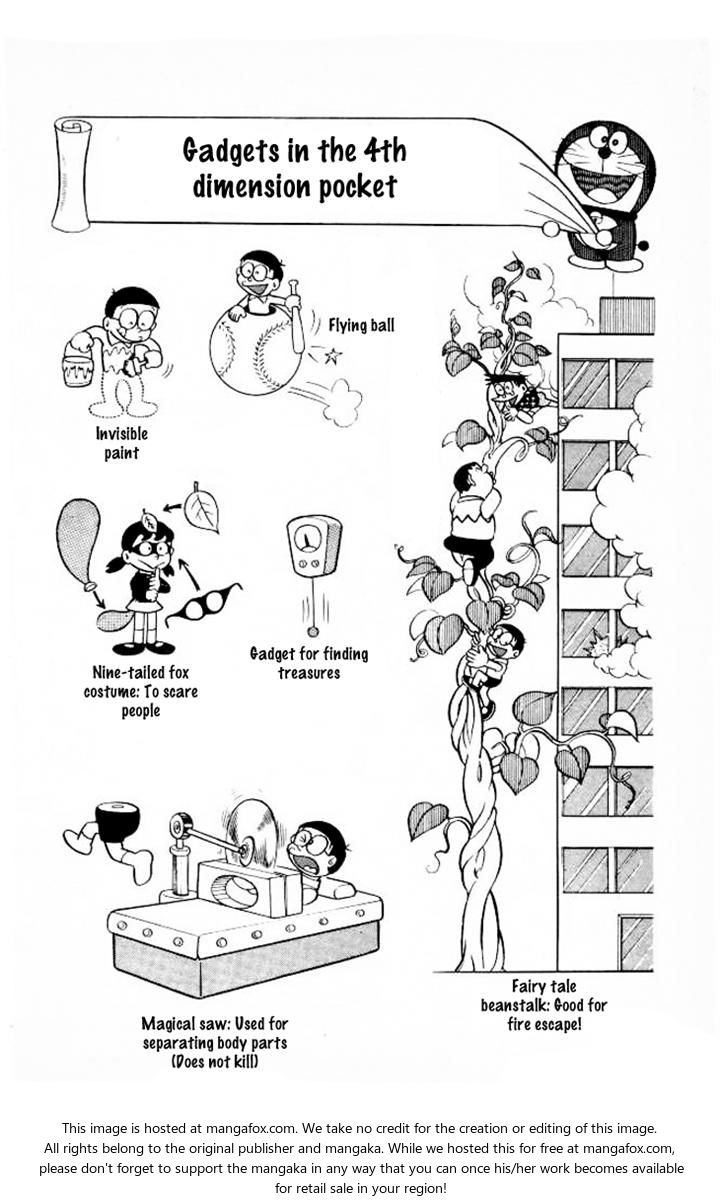 Gadgets in the 4th
dimension pocket
Flying ball
Invisible
paint
Gadget for finding
treasures
Nine-tailed fox
costume: To scare
people
Fairy tale
beanstalk: Good for
fire escape!
Magical saw: Used for
separating body parts
(Does not kill)
This image is hosted at mangafox.com. We take no credit for the creation or editing of this image.
All rights belong to the original publisher and mangaka. While we hosted this for free at mangafox.com,
please don't forget to support the mangaka in any way that you can once his/her work becomes available
for retail sale in your region!